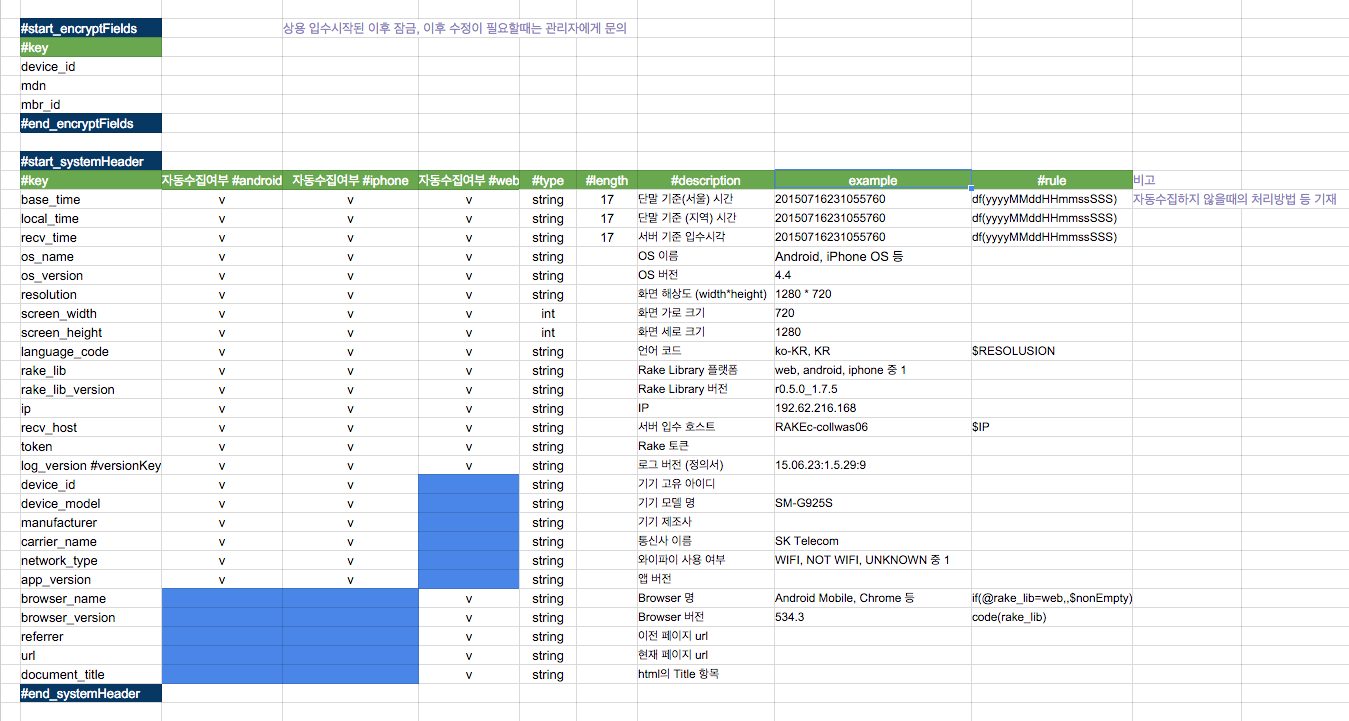 #start_encryptFields 상용 입수시작된 이후 잠금, 이후 수정이 필요할때는 관리자에게 문의
#key
device_id
mdn
mbr_id
#end_encryptFields
#start_systemHeader
#key 자동수집여부 #android 자동수집여부 #iphone 자동수집여부 #web #type #length #description example #rule 비고
base_time v v v string 17 단말 기준(서울) 시간 20150716231055760 df(yyyyMMddHHmmssSSS) 자동수집하지 않을때의 처리방법 등 기재
local_time v v v string 17 단말 기준 (지역) 시간 20150716231055760 df(yyyyMMddHHmmssSSS)
recv_time v v v string 17 서버 기준 입수시각 20150716231055760 df(yyyyMMddHHmmssSSS)
os_name v v v string OS 이름 Android, iPhone OS 등
os_version v v v string OS 버전 4.4
resolution v v v string 화면 해상도 (width*height) 1280 * 720
screen_width v v v int 화면 가로 크기 720
screen_height v v v int 화면 세로 크기 1280
language_code v v v string 언어 코드 ko-KR, KR $RESOLUSION
rake_lib v v v string Rake Library 플랫폼 web, android, iphone 중 1
rake_lib_version v v v string Rake Library 버전 r0.5.0_1.7.5
ip v v v string IP 192.62.216.168
recv_host v v v string 서버 입수 호스트 RAKEc-collwas06 $IP
token v v v string Rake 토큰
log_version #versionKey v v v string 로그 버전 (정의서) 15.06.23:1.5.29:9
device_id v v string 기기 고유 아이디
device_model v v string 기기 모델 명 SM-G925S
manufacturer v v string 기기 제조사
carrier_name v v string 통신사 이름 SK Telecom
network_type v v string 와이파이 사용 여부 WIFI, NOT WIFI, UNKNOWN 중 1
app_version v v string 앱 버전
browser_name v string Browser 명 Android Mobile, Chrome 등 if(@rake_lib=web,,$nonEmpty)
browser_version v string Browser 버전 534.3 code(rake_lib)
referrer v string 이전 페이지 url
url v string 현재 페이지 url
document_title v string html의 Title 항목
#end_systemHeader